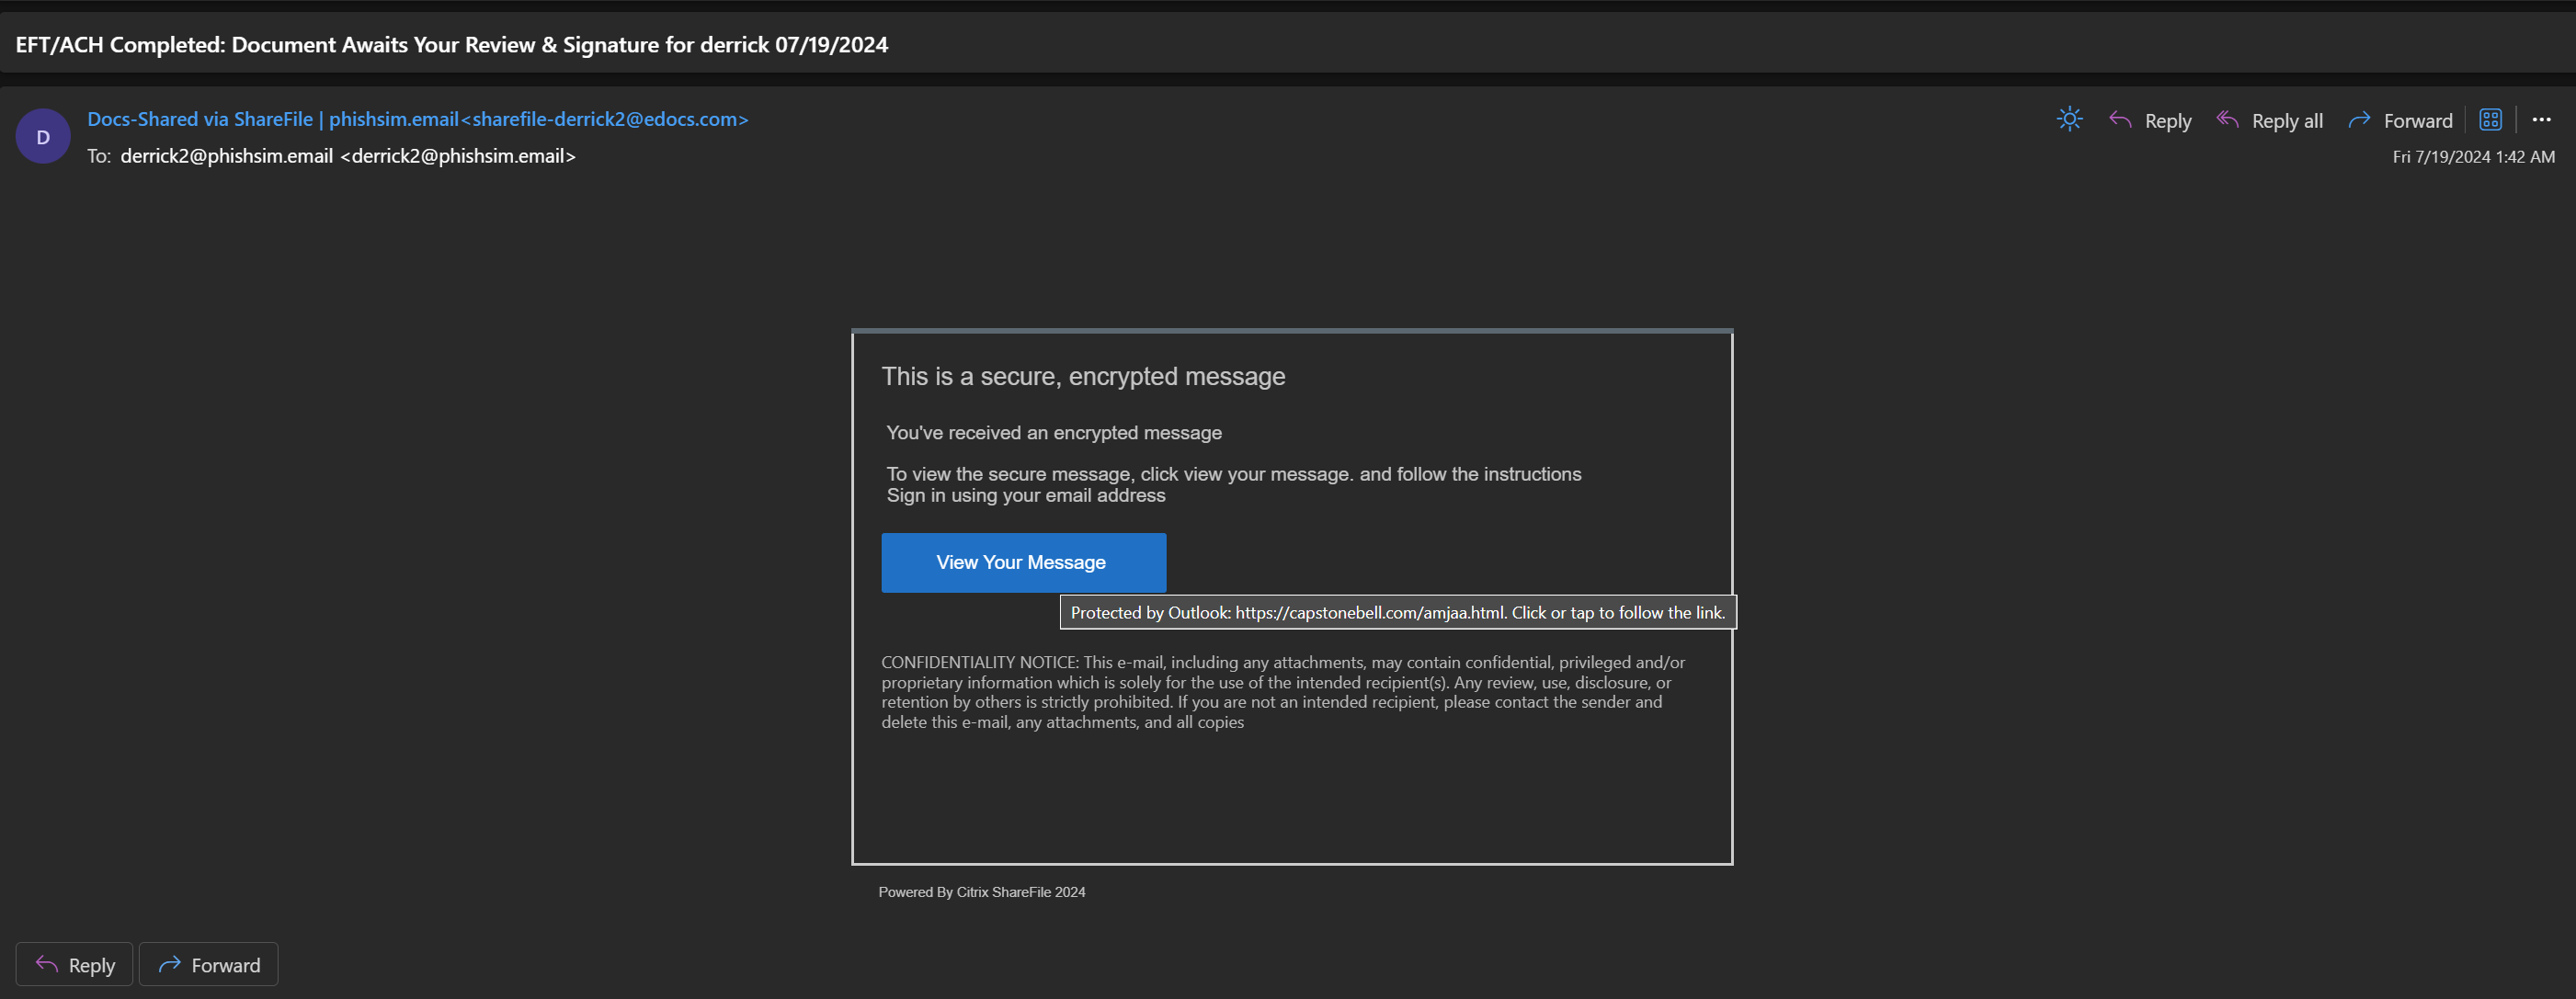 EFT/ACH Completed: Document Awaits Your Review & Signature for derrick 07/19/2024
D
Docs-Shared via ShareFile | phishsim.email<sharefile-derrick2@edocs.com>
Reply
Reply all
Forward
To: derrick2@phishsim.email <derrick2@phishsim.email>
Fri 7/19/2024 1:42 AM
This is a secure, encrypted message
You've received an encrypted message
To view the secure message, click view your message. and follow the instructions
Sign in using your email address
View Your Message
Protected by Outlook: https://capstonebell.com/amjaa.html. Click or tap to follow the link.
CONFIDENTIALITY NOTICE: This e-mail, including any attachments, may contain confidential, privileged and/or
proprietary information which is solely for the use of the intended recipient(s). Any review, use, disclosure, or
retention by others is strictly prohibited. If you are not an intended recipient, please contact the sender and
delete this e-mail, any attachments, and all copies
Powered By Citrix ShareFile 2024
Reply
Forward